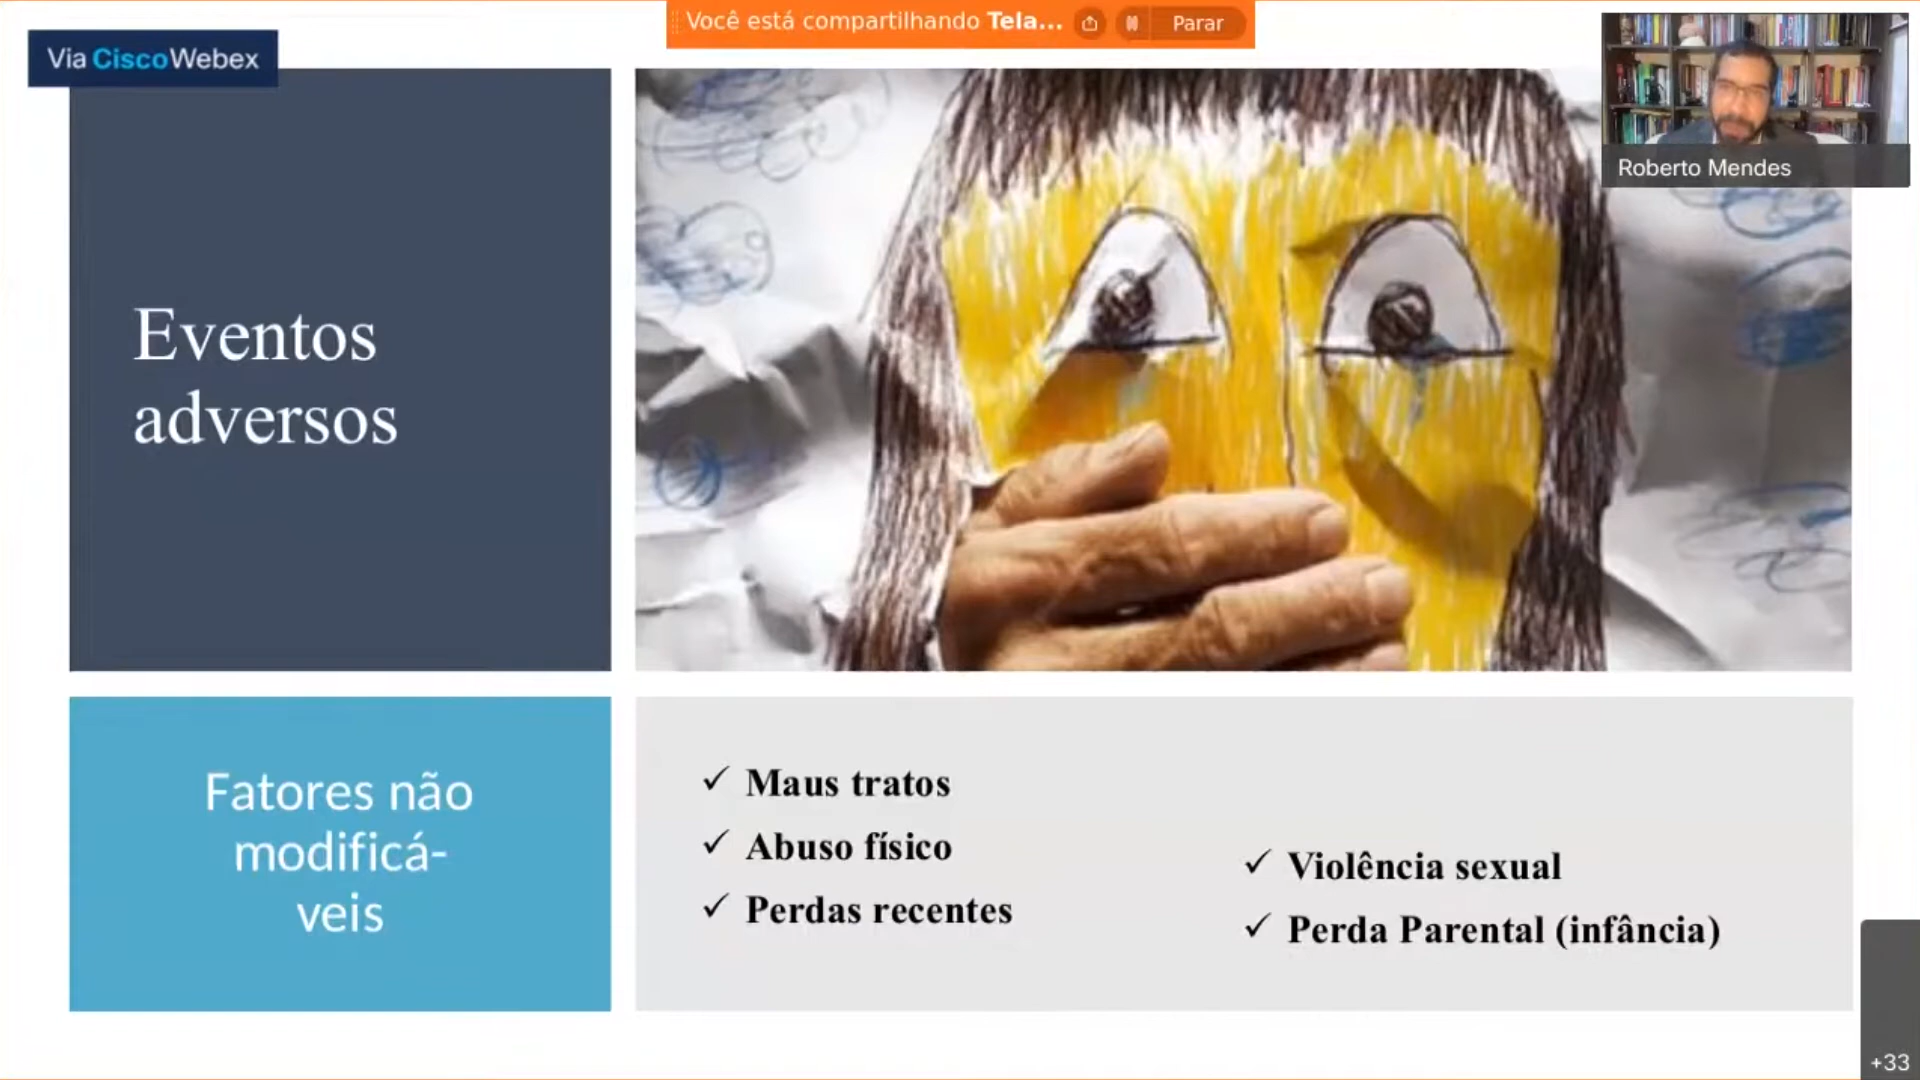 Você está compartilhando Tela...
Parar
Via CiscoWebex
Roberto Mendes
Eventos
adversos
Fatores não
modificá-
veis
✓ Maus tratos
✓ Abuso físico
✓ Perdas recentes
✓ Violência sexual
✓ Perda Parental (infância)
+33